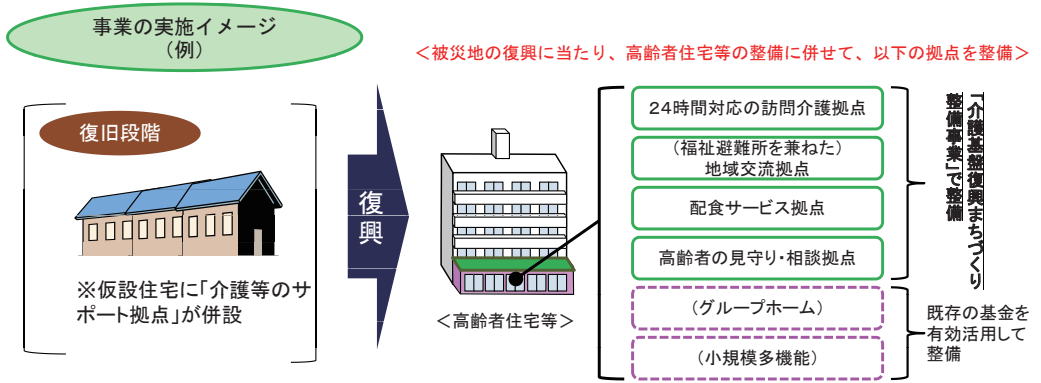 事業の実施イメージ
（例）
＜被災地の復興に当たり、高齢者住宅等の整備に併せて、以下の拠点を整備＞
復旧段階
※仮設住宅に「介護等のサ
ポート拠点」が併設
復興
＜高齢者住宅等＞
24時間対応の訪問介護拠点
（福祉避難所を兼ねた）
地域交流拠点
配食サービス拠点
高齢者の見守り・相談拠点
（グループホーム）
（小規模多機能）
「介護基盤復興まちづくり
整備事業」で整備
既存の基金を
有効活用して
整備